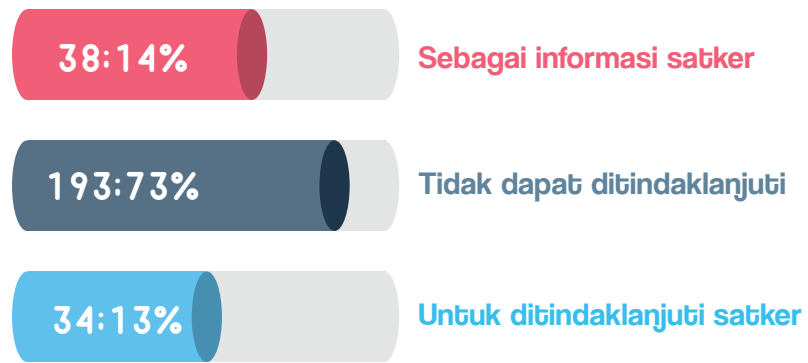 38:14%
Sebagai informasi satker
193:73%
Tidak dapat ditindaklanjuti
34:13%
Untuk ditindaklanjuti satker